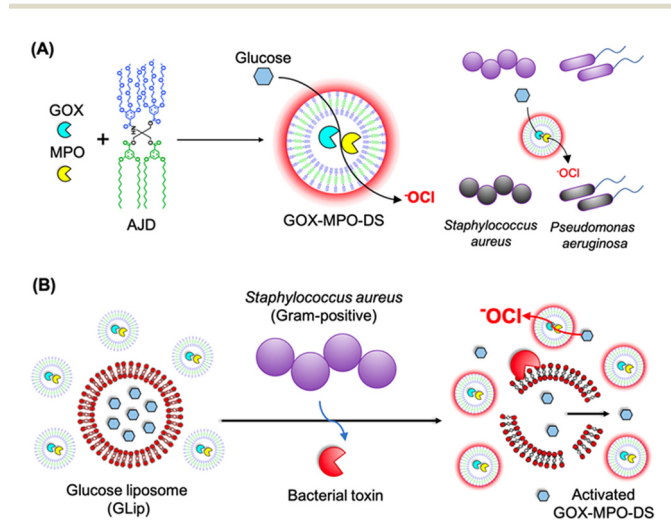 (A)
GOX
MPO
+
AJD
Glucose
GOX-MPO-DS
⁻OCl
⁻OCl
Staphylococcus
aureus
Pseudomonas
aeruginosa
(B)
Glucose liposome
(GLip)
Staphylococcus aureus
(Gram-positive)
Bacterial toxin
⁻OCl
Activated
GOX-MPO-DS